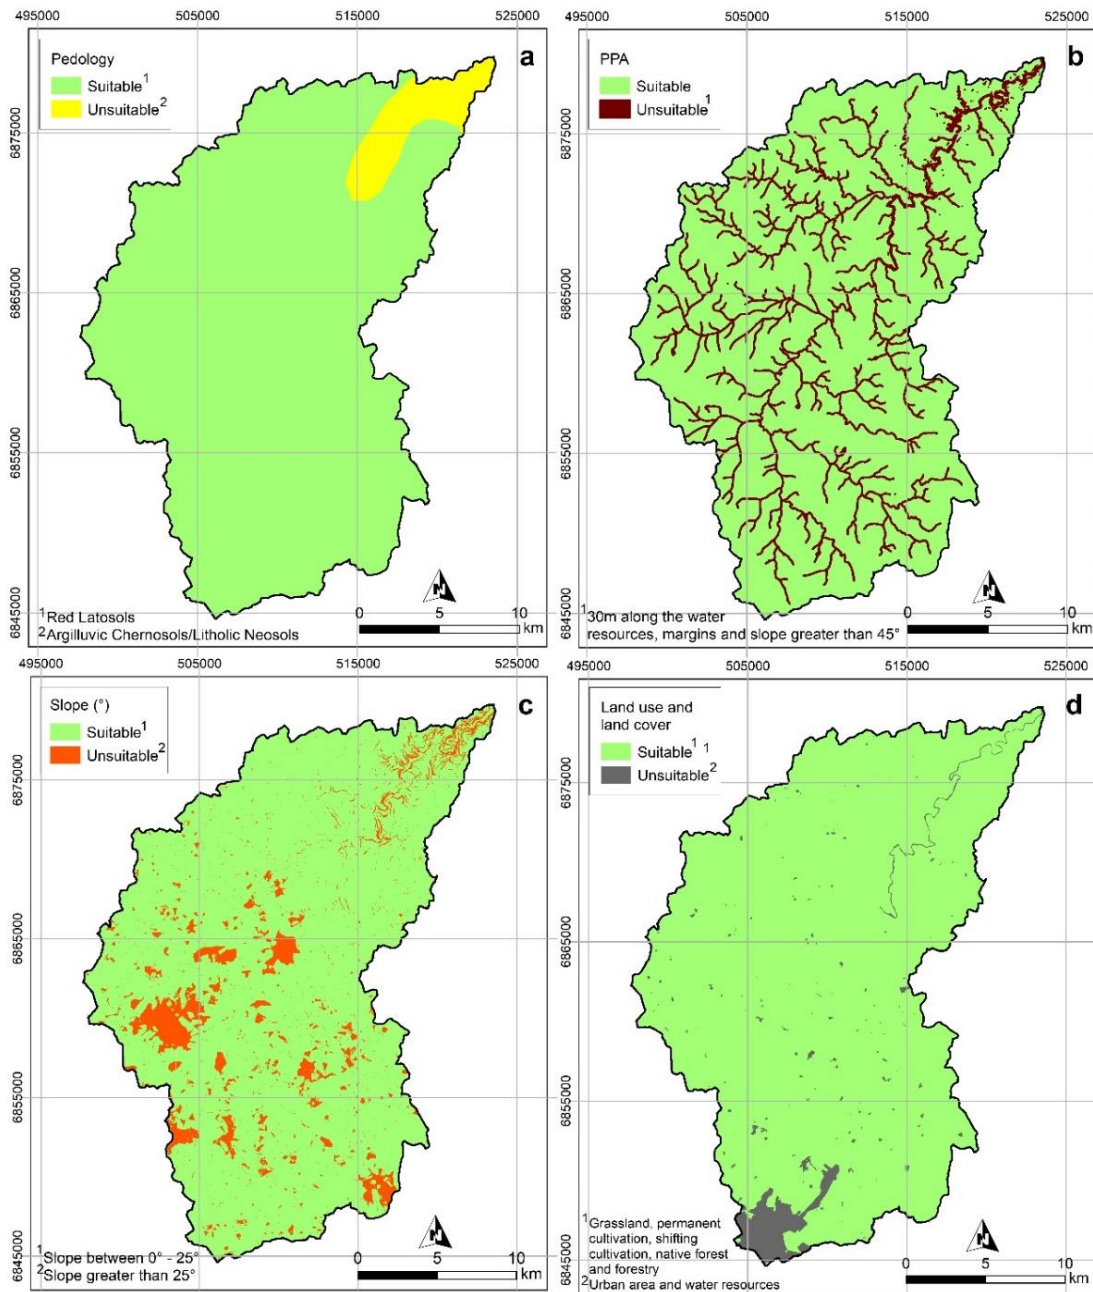 495000 505000 515000 525000
a
Pedology
Suitable1
Unsuitable2
6875000
6865000
6855000
6845000
N
0 5 10
km
1Red Latosols
2Argilluvic Chernosols/Litholic Neosols
495000 505000 515000 525000
b
PPA
Suitable
Unsuitable1
6875000
6865000
6855000
6845000
N
0 5 10
km
1
30m along the water
resources, margins and slope greater than 45°
495000 505000 515000 525000
c
Slope (°)
Suitable1
Unsuitable2
6875000
6865000
6855000
6845000
N
0 5 10
km
1Slope between 0° - 25°
2Slope greater than 25°
495000 505000 515000 525000
d
Land use and
land cover
Suitable1 1
Unsuitable2
6875000
6865000
6855000
6845000
N
0 5 10
km
1
Grassland, permanent
cultivation, shifting
cultivation, native forest
and forestry
2Urban area and water resources